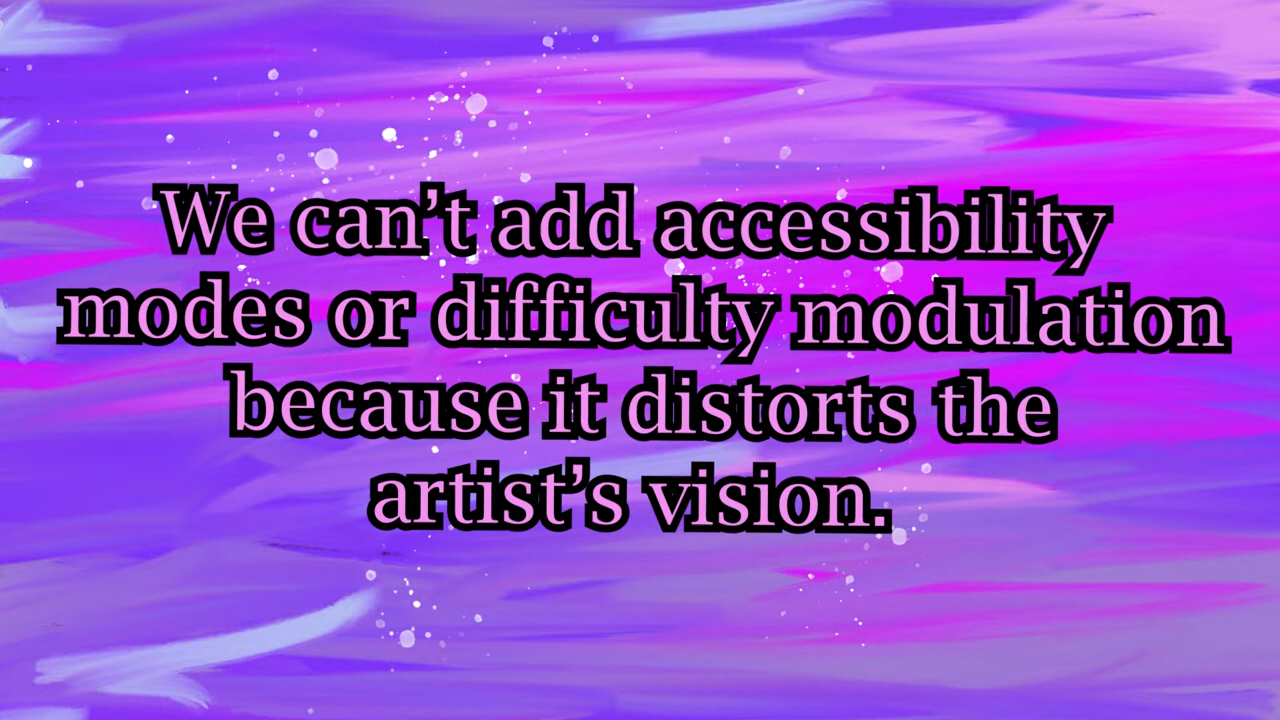 We can’t add accessibility
modes or difficulty modulation
because it distorts the
artist’s vision.